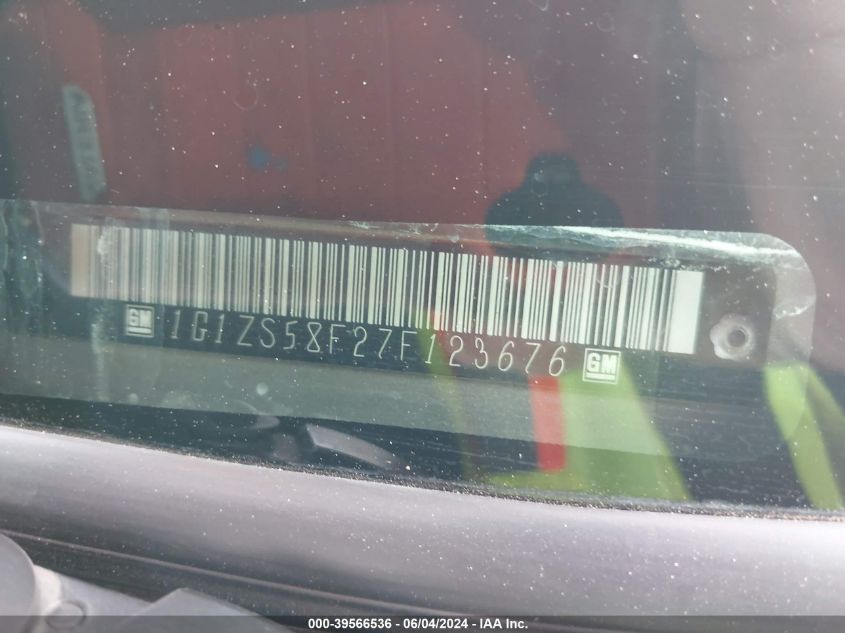 GM 1G1ZS58F27F123676 GM
000-39566536 - 06/04/2024 - IAA Inc.